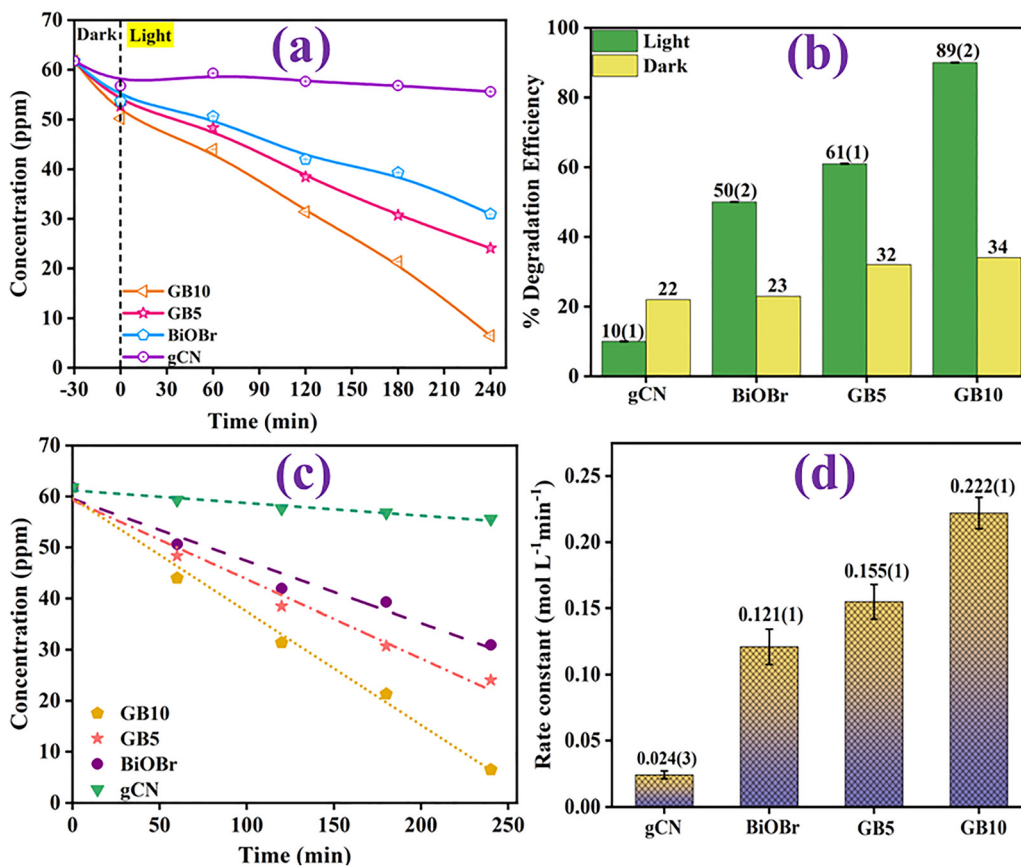 (a)
Dark Light
Concentration (ppm)
70
60
50
40
30
20
10
0
GB10
GB5
BiOBr
gCN
-30 0 30 60 90 120 150 180 210 240
Time (min)
(b)
% Degradation Efficiency
100
80
60
40
20
0
Light
Dark
10(1) 22 50(2) 23 61(1) 32 89(2) 34
gCN BiOBr GB5 GB10
(c)
Concentration (ppm)
70
60
50
40
30
20
10
0
GB10
GB5
BiOBr
gCN
0 50 100 150 200 250
Time (min)
(d)
Rate constant (mol L⁻¹min⁻¹)
0.25
0.20
0.15
0.10
0.05
0.00
0.024(3) 0.121(1) 0.155(1) 0.222(1)
gCN BiOBr GB5 GB10